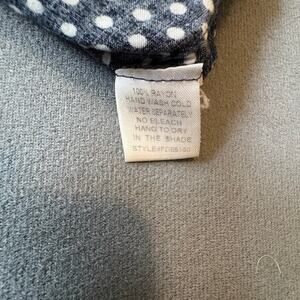 100% RAYON
HAND WASH COLD
WATER SEPARATELY
NO BLEACH
HANG TO DRY
IN THE SHADE